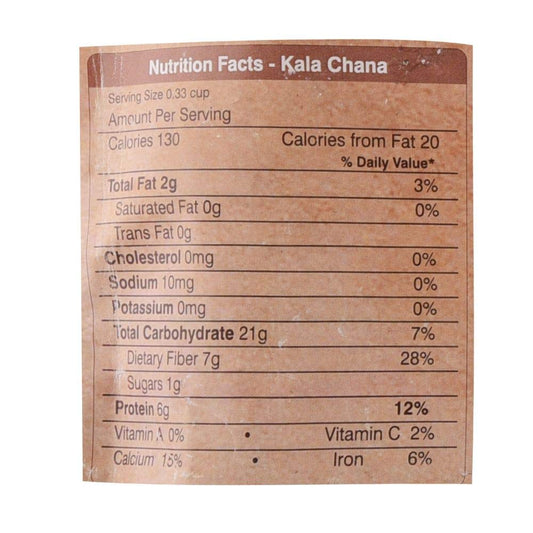 Nutrition Facts - Kala Chana
Serving Size 0.33 cup
Amount Per Serving
Calories 130 Calories from Fat 20
% Daily Value*
Total Fat 2g 3%
Saturated Fat 0g 0%
Trans Fat 0g
Cholesterol 0mg 0%
Sodium 10mg 0%
Potassium 0mg 0%
Total Carbohydrate 21g 7%
Dietary Fiber 7g 28%
Sugars 1g
Protein 6g 12%
Vitamin A 0% • Vitamin C 2%
Calcium 15% • Iron 6%